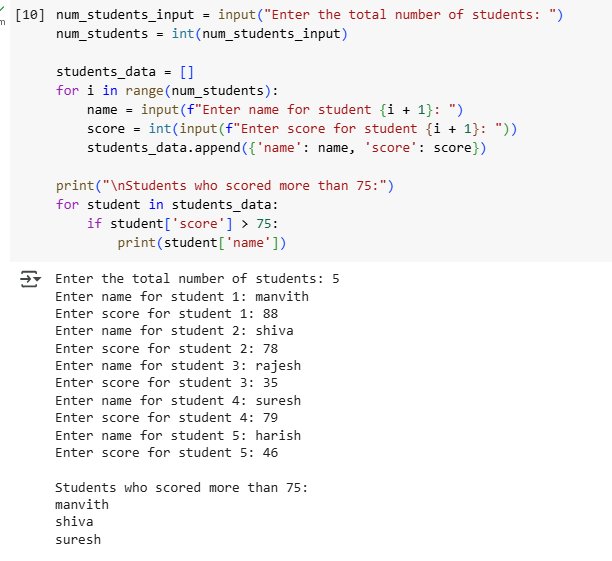 [10] num_students_input = input("Enter the total number of students: ")
num_students = int(num_students_input)

students_data = []
for i in range(num_students):
    name = input(f"Enter name for student {i + 1}: ")
    score = int(input(f"Enter score for student {i + 1}: "))
    students_data.append({'name': name, 'score': score})

print("\nStudents who scored more than 75:")
for student in students_data:
    if student['score'] > 75:
        print(student['name'])

Enter the total number of students: 5
Enter name for student 1: manvith
Enter score for student 1: 88
Enter name for student 2: shiva
Enter score for student 2: 78
Enter name for student 3: rajesh
Enter score for student 3: 35
Enter name for student 4: suresh
Enter score for student 4: 79
Enter name for student 5: harish
Enter score for student 5: 46

Students who scored more than 75:
manvith
shiva
suresh